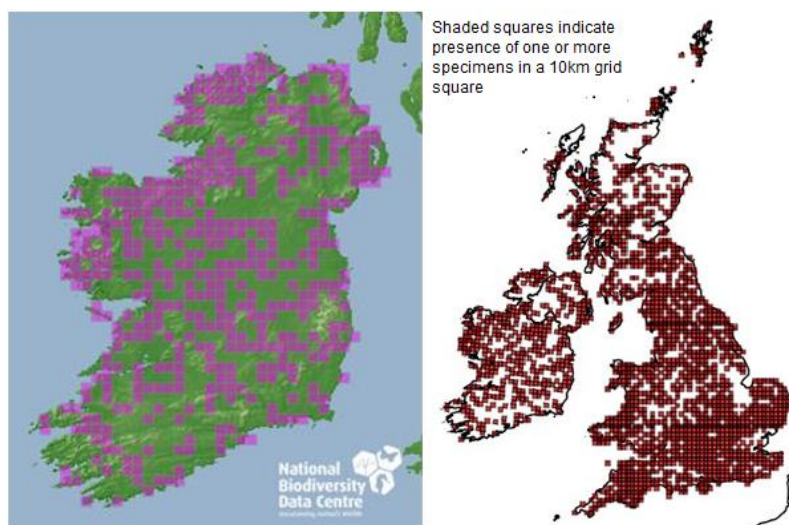 Shaded squares indicate
presence of one or more
specimens in a 10km grid
square
National
Biodiversity
Data Centre